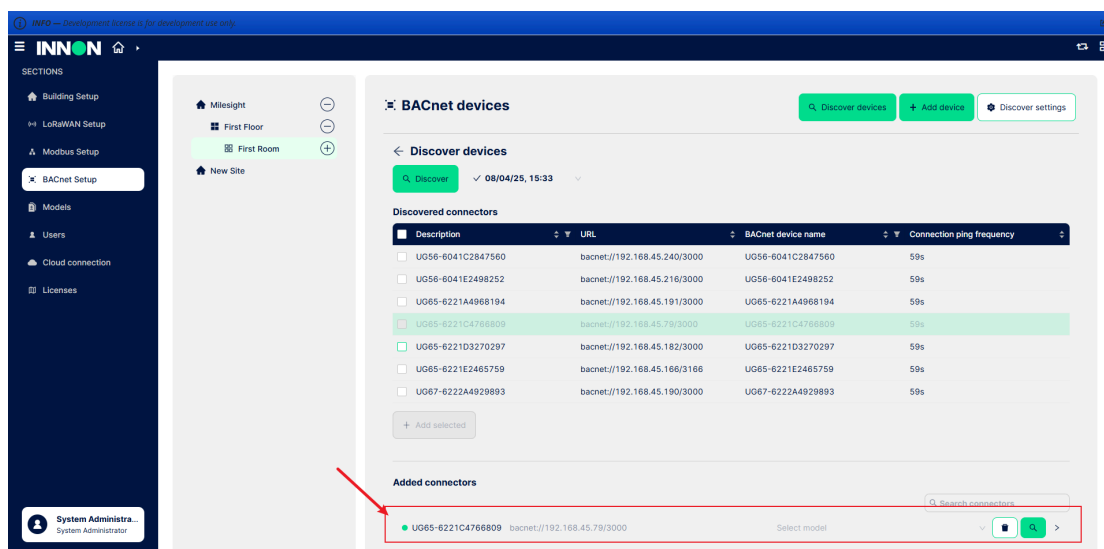 INFO — Development license is for development use only.
INNON
SECTIONS
Building Setup
LoRaWAN Setup
Modbus Setup
BACnet Setup
Models
Users
Cloud connection
Licenses
System Administra...
System Administrator
Milesight
First Floor
First Room
New Site
BACnet devices
Discover devices
+ Add device
Discover settings
Discover devices
Discover
08/04/25, 15:33
Discovered connectors
Description URL BACnet device name Connection ping frequency
UG56-6041C2847560 bacnet://192.168.45.240/3000 UG56-6041C2847560 59s
UG56-6041E2498252 bacnet://192.168.45.216/3000 UG56-6041E2498252 59s
UG65-6221A4968194 bacnet://192.168.45.191/3000 UG65-6221A4968194 59s
UG65-6221C4766809 bacnet://192.168.45.79/3000 UG65-6221C4766809 59s
UG65-6221D3270297 bacnet://192.168.45.182/3000 UG65-6221D3270297 59s
UG65-6221E2465759 bacnet://192.168.45.166/3166 UG65-6221E2465759 59s
UG67-6222A4929893 bacnet://192.168.45.190/3000 UG67-6222A4929893 59s
+ Add selected
Added connectors
Search connectors
UG65-6221C4766809 bacnet://192.168.45.79/3000 Select model